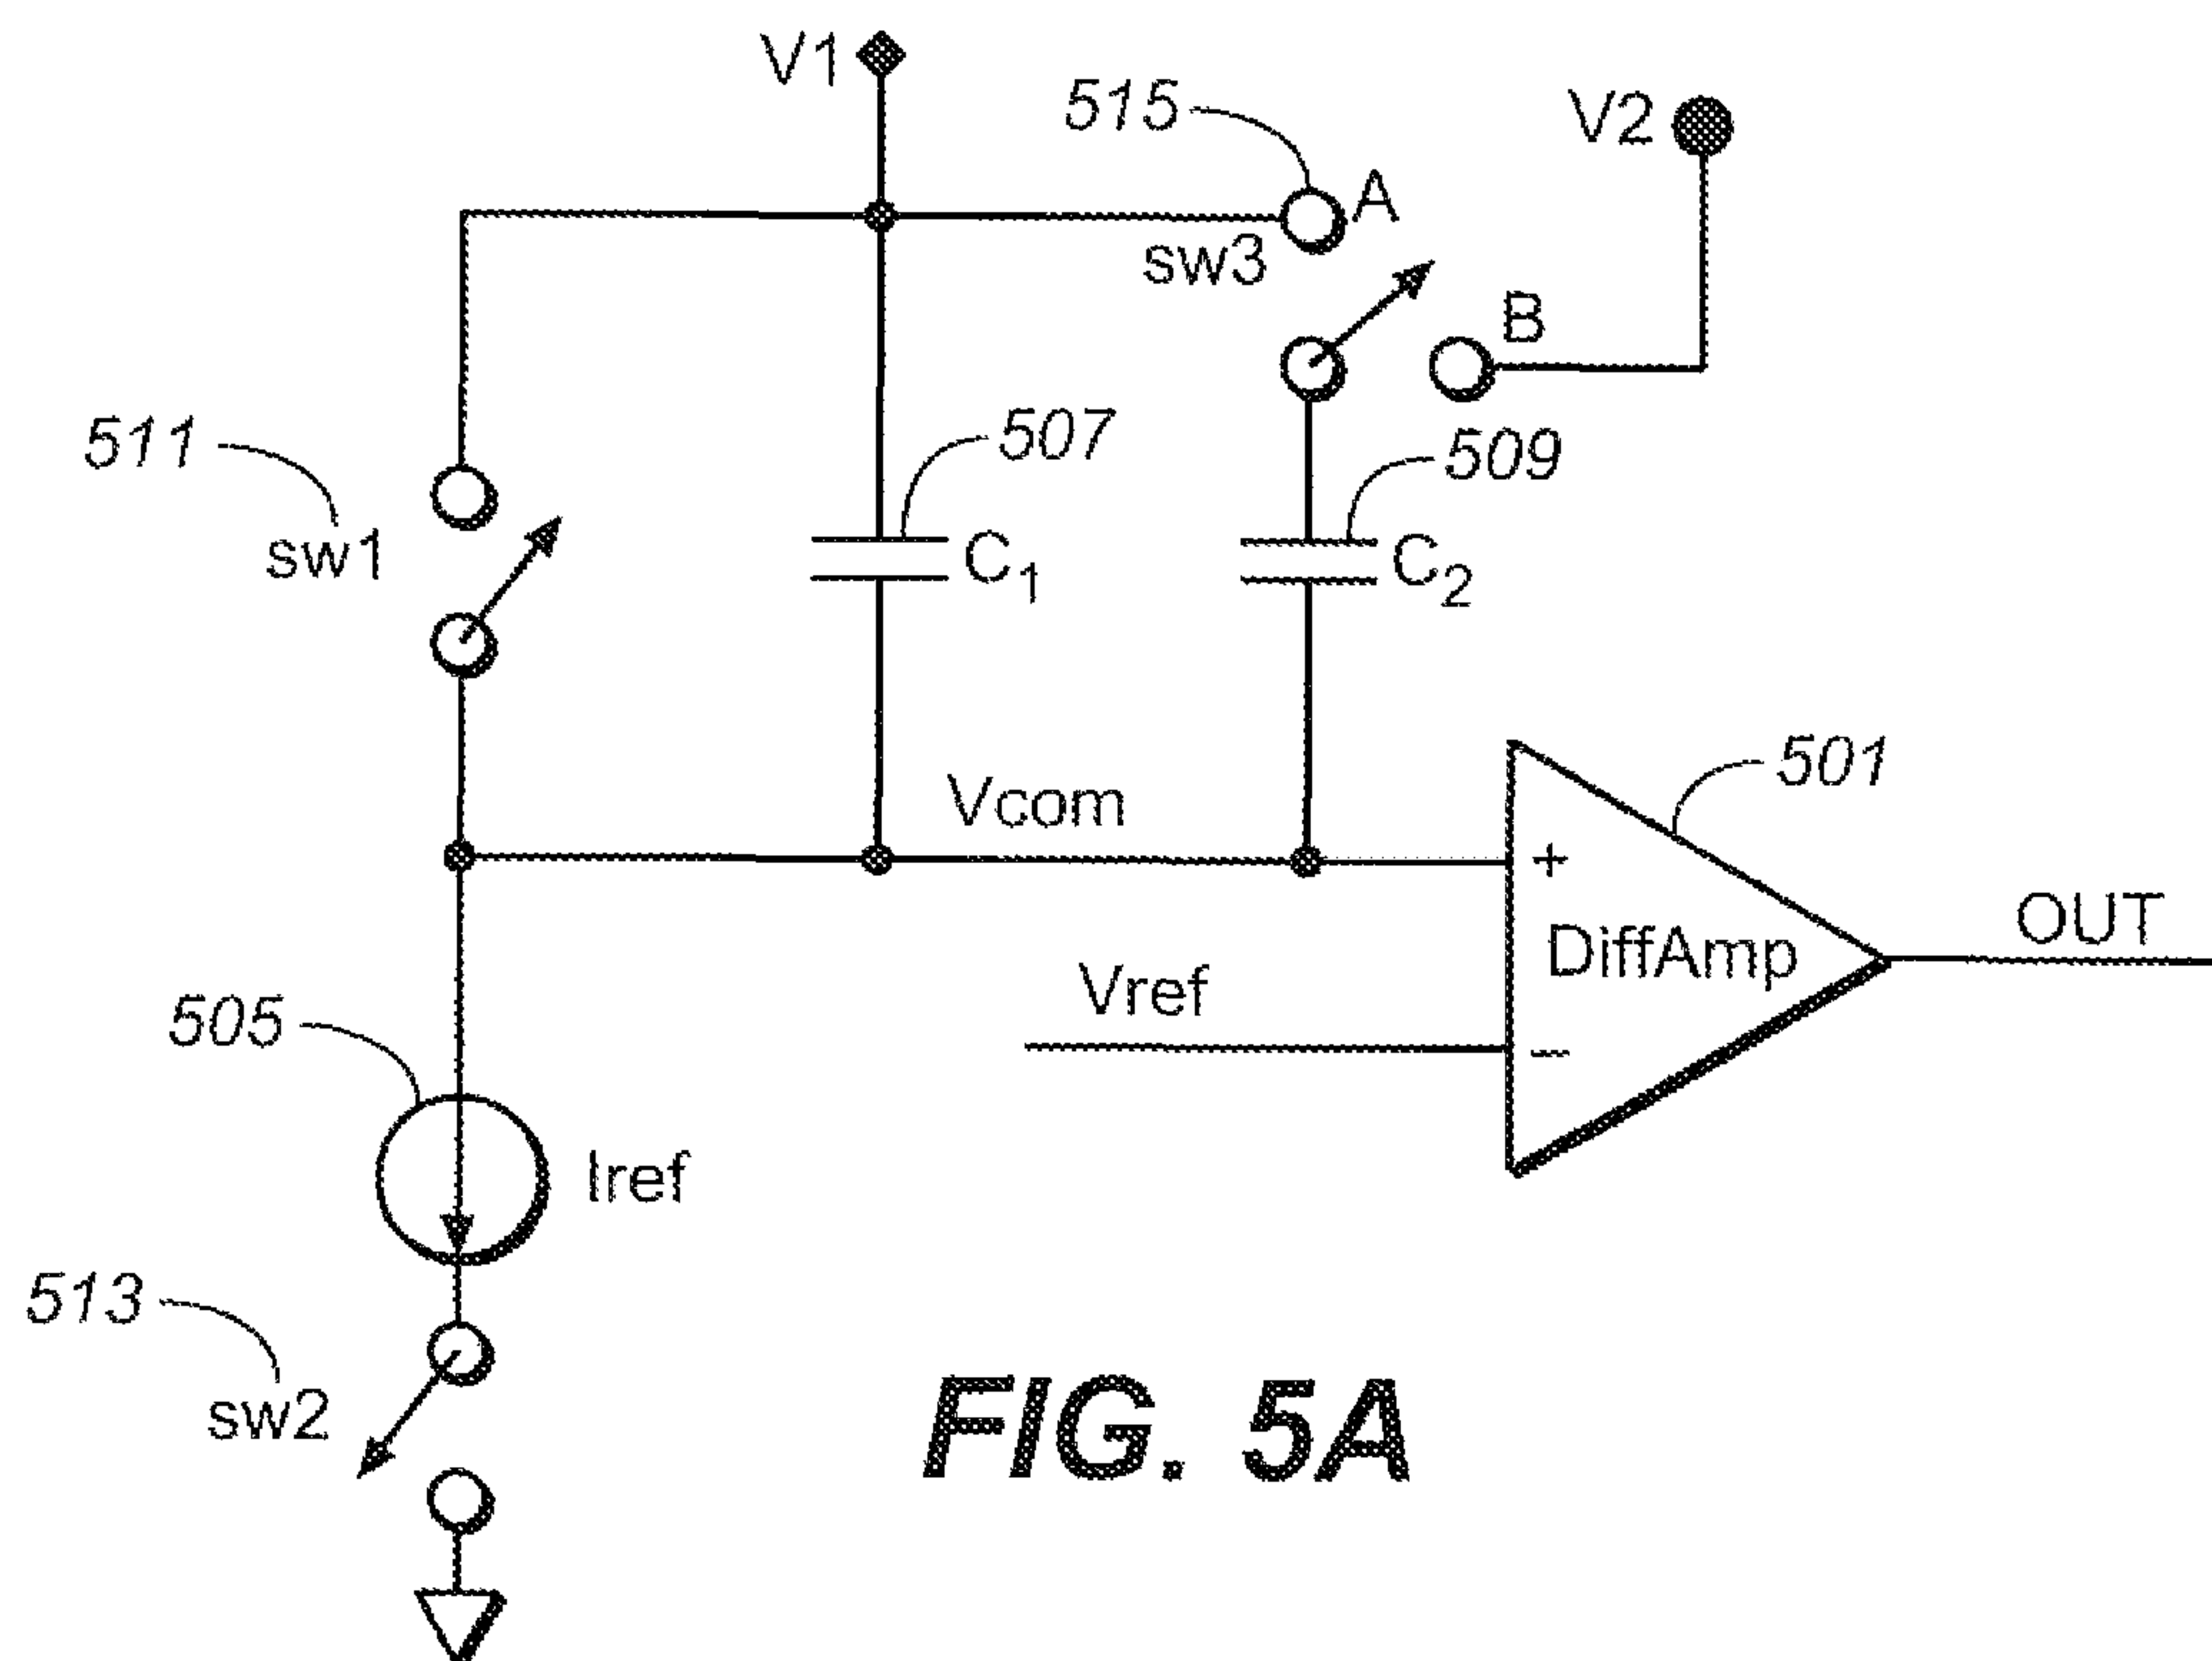 V1
515
V2
A
sw3
B
511
507
509
sw1
C1
C2
501
Vcom
+
OUT
DiffAmp
Vref
505
−
Iref
513
sw2
FIG. 5A